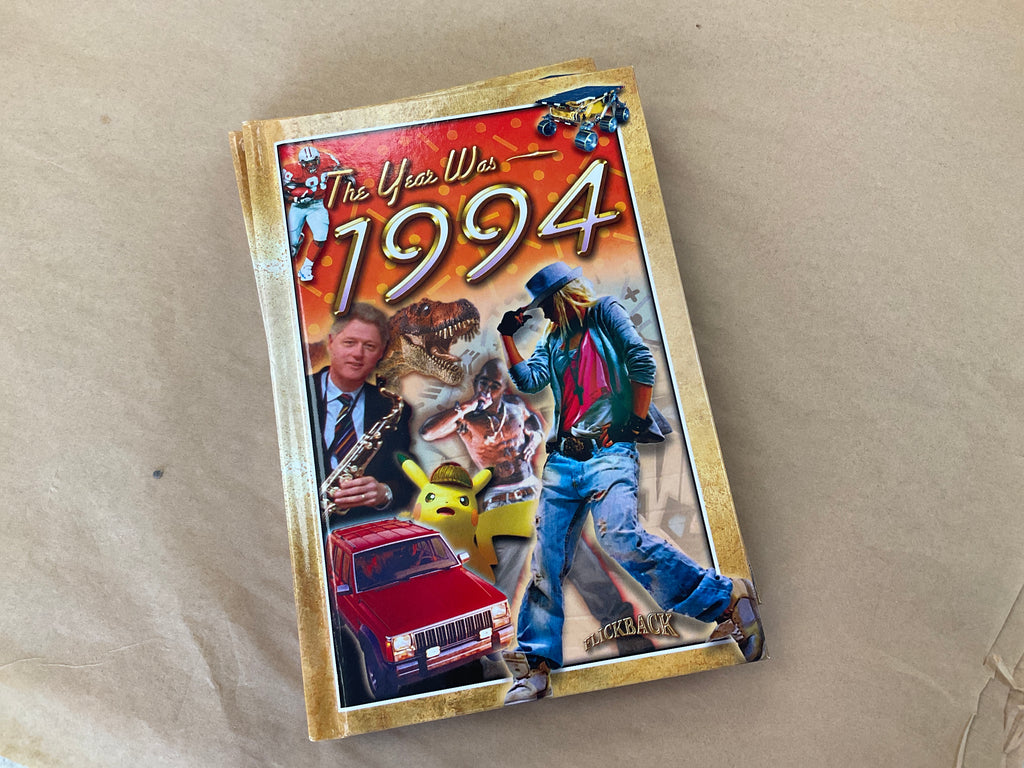 The Year Was
1994
FLICKBACK